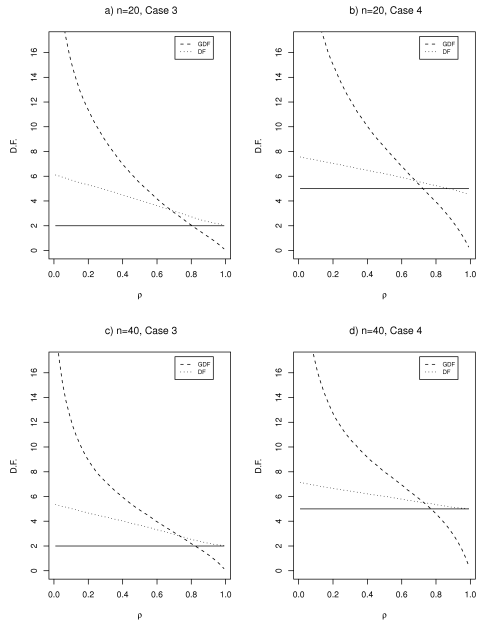 a) n=20, Case 3
GDF
DF
D.F.
0 2 4 6 8 10 12 14 16
0.0 0.2 0.4 0.6 0.8 1.0
ρ
b) n=20, Case 4
GDF
DF
D.F.
0 2 4 6 8 10 12 14 16
0.0 0.2 0.4 0.6 0.8 1.0
ρ
c) n=40, Case 3
GDF
DF
D.F.
0 2 4 6 8 10 12 14 16
0.0 0.2 0.4 0.6 0.8 1.0
ρ
d) n=40, Case 4
GDF
DF
D.F.
0 2 4 6 8 10 12 14 16
0.0 0.2 0.4 0.6 0.8 1.0
ρ